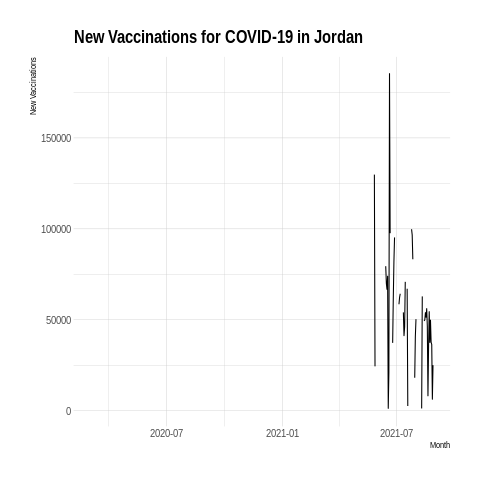 New Vaccinations for COVID-19 in Jordan
New Vaccinations
150000
100000
50000
0
2020-07 2021-01 2021-07
Month